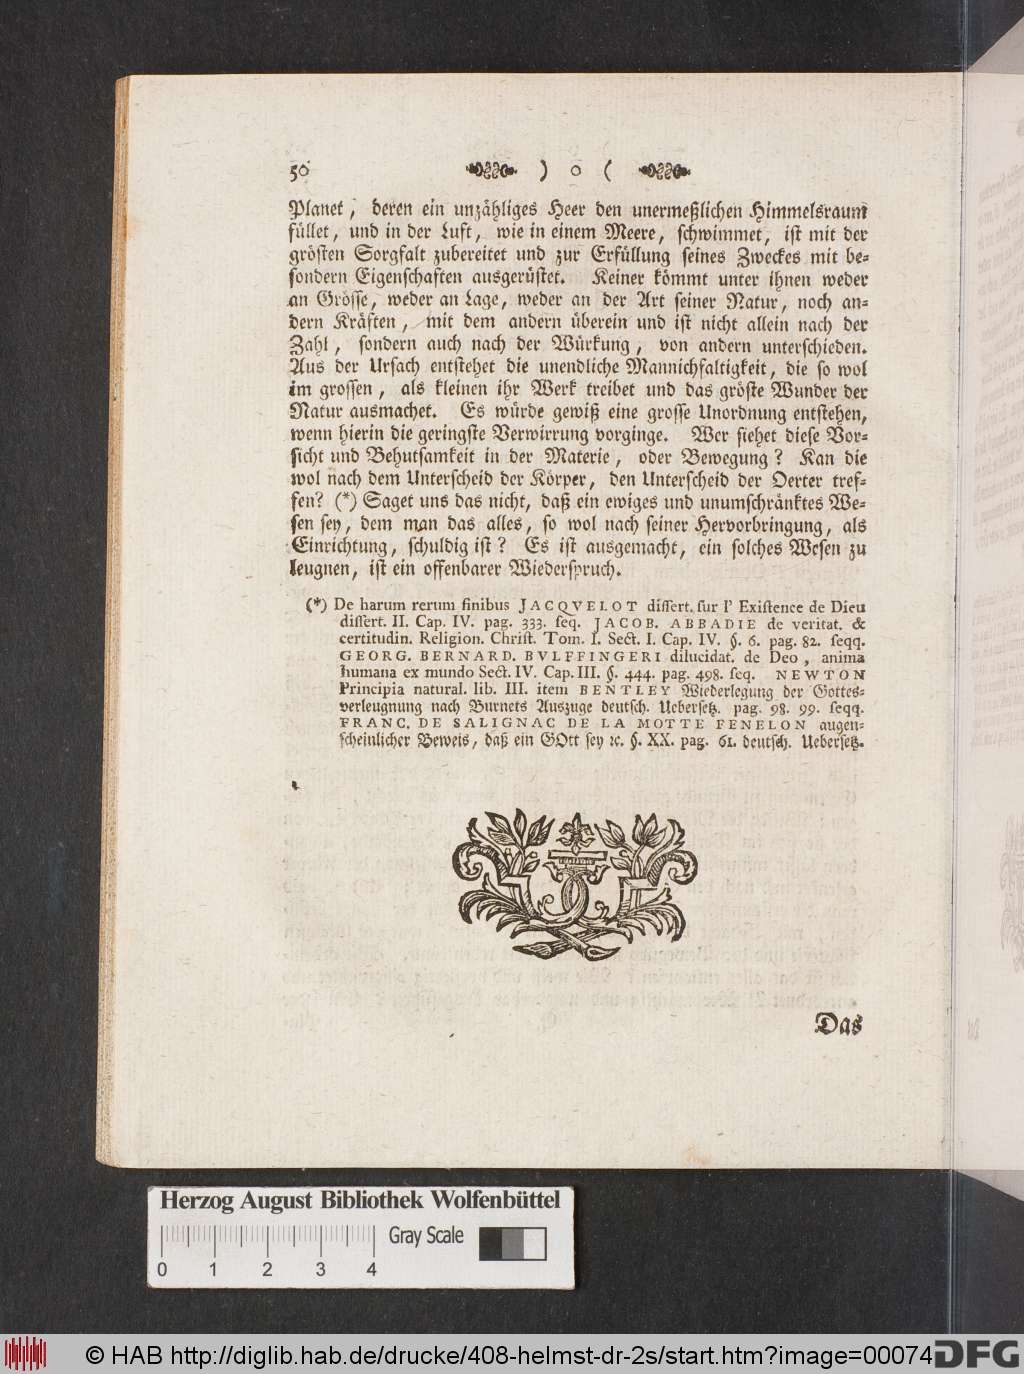 50 ) o (
Planet, deren ein unzähliges Heer den unermeßlichen Himmelsraum
füllet, und in der Luft, wie in einem Meere, schwimmet, ist mit der
grösten Sorgfalt zubereitet und zur Erfüllung seines Zweckes mit be=
sondern Eigenschaften ausgerüstet. Keiner kömmt unter ihnen weder
an Grösse, weder an Lage, weder an der Art seiner Natur, noch an=
dern Kräften, mit dem andern überein und ist nicht allein nach der
Zahl, sondern auch nach der Würkung, von andern unterschieden.
Aus der Ursach entstehet die unendliche Mannichfaltigkeit, die so wol
im grossen, als kleinen ihr Werk treibet und das gröste Wunder der
Natur ausmachet. Es würde gewiß eine grosse Unordnung entstehen,
wenn hierin die geringste Verwirrung vorginge. Wer siehet diese Vor=
sicht und Behutsamkeit in der Materie, oder Bewegung? Kan die
wol nach dem Unterscheid der Körper, den Unterscheid der Oerter tref=
fen? (*) Saget uns das nicht, daß ein ewiges und unumschränktes We=
sen sey, dem man das alles, so wol nach seiner Hervorbringung, als
Einrichtung, schuldig ist? Es ist ausgemacht, ein solches Wesen zu
leugnen, ist ein offenbarer Wiederspruch.
(*) De harum rerum finibus JACQVELOT dissert. sur l' Existence de Dieu
dissert. II. Cap. IV. pag. 333. seq. JACOB. ABBADIE de veritat. &
certitudin. Religion. Christ. Tom. I. Sect. I. Cap. IV. §. 6. pag. 82. seqq.
GEORG. BERNARD. BVLFFINGERI dilucidat. de Deo, anima
humana ex mundo Sect. IV. Cap. III. §. 444. pag. 498. seq. NEWTON
Principia natural. lib. III. item BENTLEY Wiederlegung der Gottes=
verleugnung nach Burnets Auszuge deutsch. Uebersetz. pag. 98. 99. seqq.
FRANC. DE SALIGNAC DE LA MOTTE FENELON augen=
scheinlicher Beweis, daß ein GOtt sey ꝛc. §. XX. pag. 61. deutsch. Uebersetz.
Das
Herzog August Bibliothek Wolfenbüttel
Gray Scale
0 1 2 3 4
© HAB http://diglib.hab.de/drucke/408-helmst-dr-2s/start.htm?image=00074
DFG